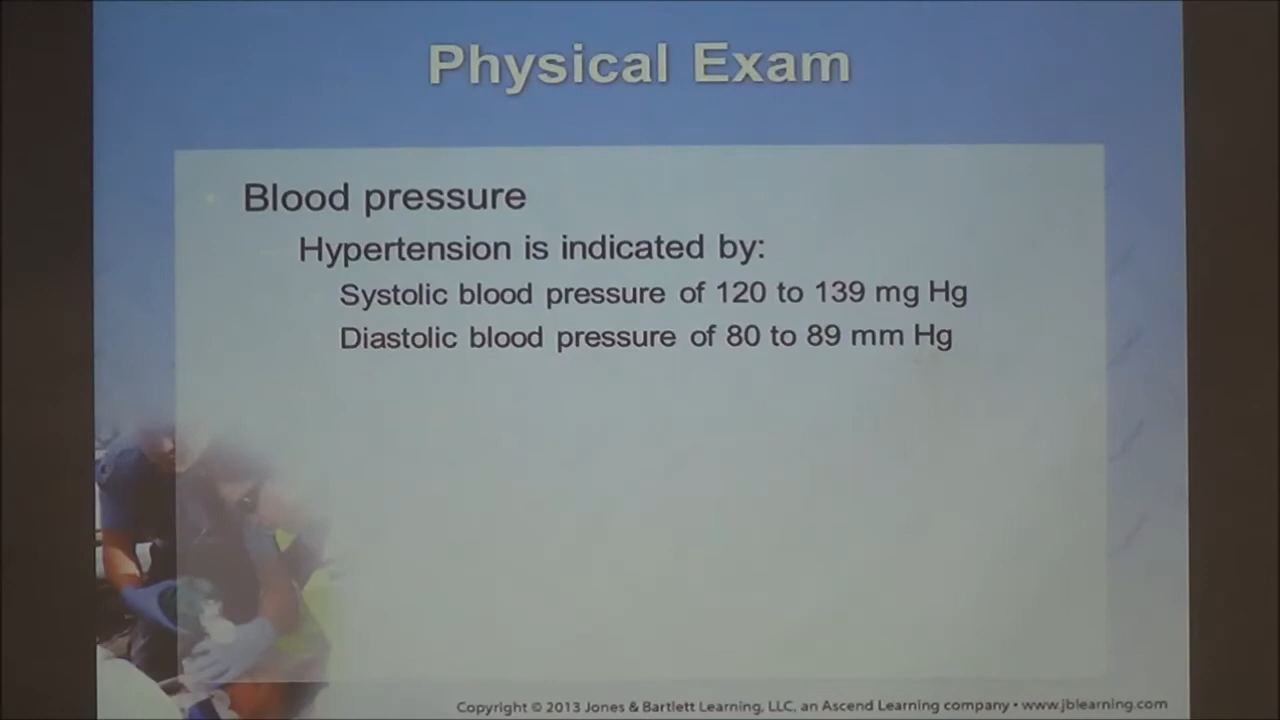 Physical Exam
Blood pressure
Hypertension is indicated by:
Systolic blood pressure of 120 to 139 mg Hg
Diastolic blood pressure of 80 to 89 mm Hg
Copyright © 2013 Jones & Bartlett Learning, LLC, an Ascend Learning company • www.jblearning.com